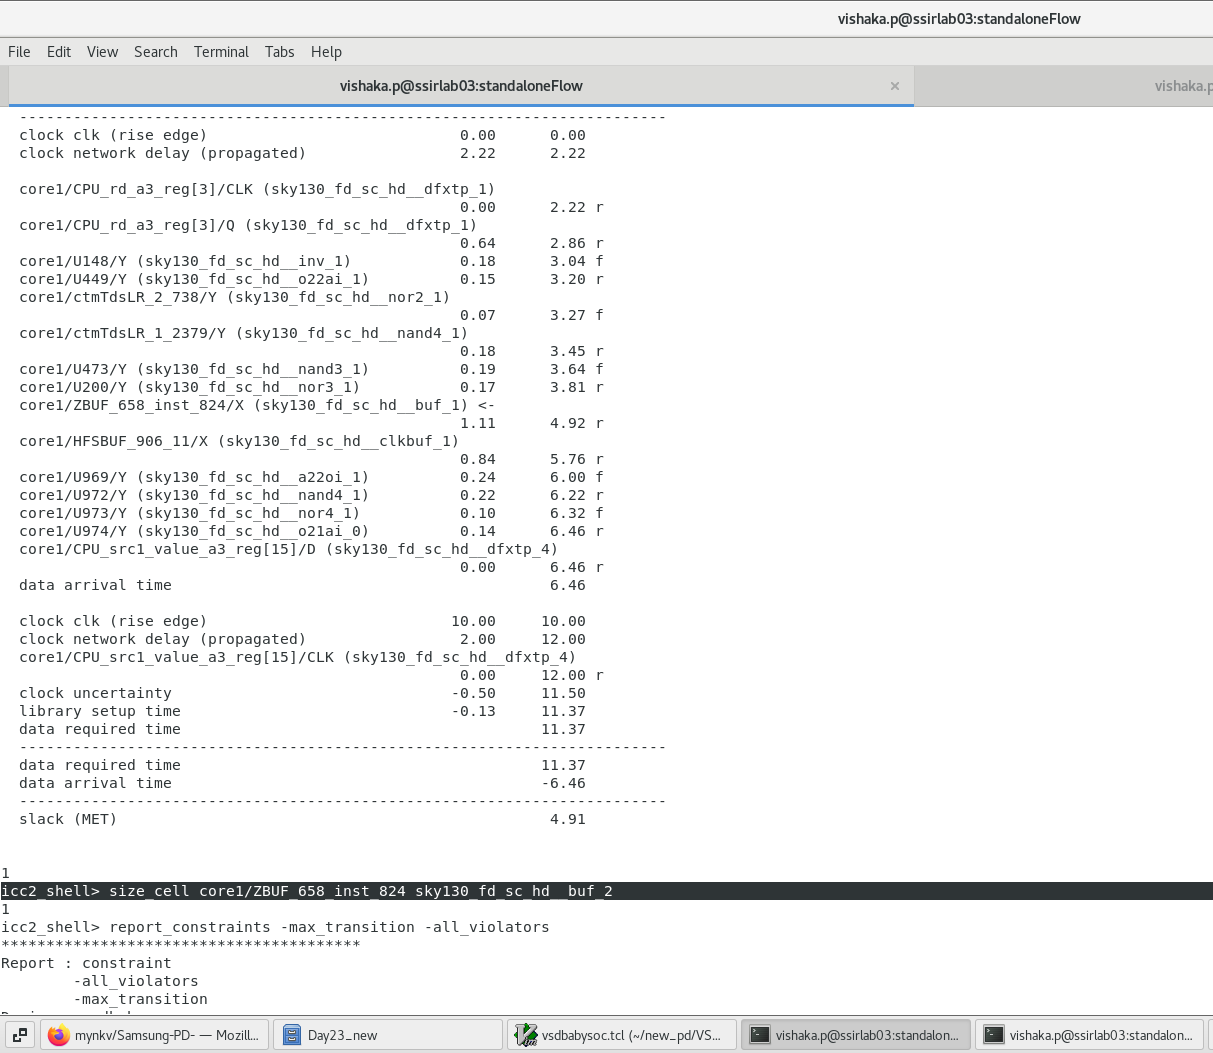 vishaka.p@ssirlab03:standaloneFlow
File Edit View Search Terminal Tabs Help
vishaka.p@ssirlab03:standaloneFlow × vishaka.p
------------------------------------------------------------------------
clock clk (rise edge) 0.00 0.00
clock network delay (propagated) 2.22 2.22
core1/CPU_rd_a3_reg[3]/CLK (sky130_fd_sc_hd__dfxtp_1)
0.00 2.22 r
core1/CPU_rd_a3_reg[3]/Q (sky130_fd_sc_hd__dfxtp_1)
0.64 2.86 r
core1/U148/Y (sky130_fd_sc_hd__inv_1) 0.18 3.04 f
core1/U449/Y (sky130_fd_sc_hd__o22ai_1) 0.15 3.20 r
core1/ctmTdsLR_2_738/Y (sky130_fd_sc_hd__nor2_1)
0.07 3.27 f
core1/ctmTdsLR_1_2379/Y (sky130_fd_sc_hd__nand4_1)
0.18 3.45 r
core1/U473/Y (sky130_fd_sc_hd__nand3_1) 0.19 3.64 f
core1/U200/Y (sky130_fd_sc_hd__nor3_1) 0.17 3.81 r
core1/ZBUF_658_inst_824/X (sky130_fd_sc_hd__buf_1) <-
1.11 4.92 r
core1/HFSBUF_906_11/X (sky130_fd_sc_hd__clkbuf_1)
0.84 5.76 r
core1/U969/Y (sky130_fd_sc_hd__a22oi_1) 0.24 6.00 f
core1/U972/Y (sky130_fd_sc_hd__nand4_1) 0.22 6.22 r
core1/U973/Y (sky130_fd_sc_hd__nor4_1) 0.10 6.32 f
core1/U974/Y (sky130_fd_sc_hd__o21ai_0) 0.14 6.46 r
core1/CPU_src1_value_a3_reg[15]/D (sky130_fd_sc_hd__dfxtp_4)
0.00 6.46 r
data arrival time 6.46
clock clk (rise edge) 10.00 10.00
clock network delay (propagated) 2.00 12.00
core1/CPU_src1_value_a3_reg[15]/CLK (sky130_fd_sc_hd__dfxtp_4)
0.00 12.00 r
clock uncertainty -0.50 11.50
library setup time -0.13 11.37
data required time 11.37
------------------------------------------------------------------------
data required time 11.37
data arrival time -6.46
------------------------------------------------------------------------
slack (MET) 4.91
1
icc2_shell> size_cell core1/ZBUF_658_inst_824 sky130_fd_sc_hd__buf_2
1
icc2_shell> report_constraints -max_transition -all_violators
****************************************
Report : constraint
-all_violators
-max_transition
mynkv/Samsung-PD- — Mozill... Day23_new vsdbabysoc.tcl (~/new_pd/VS... vishaka.p@ssirlab03:standalon... vishaka.p@ssirlab03:standalon...